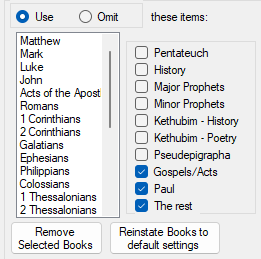 Use
Omit
these items:
Matthew
Mark
Luke
John
Acts of the Apost
Romans
1 Corinthians
2 Corinthians
Galatians
Ephesians
Philippians
Colossians
1 Thessalonians
2 Thessalonians
Pentateuch
History
Major Prophets
Minor Prophets
Kethubim - History
Kethubim - Poetry
Pseudepigrapha
Gospels/Acts
Paul
The rest
Remove
Selected Books
Reinstate Books to
default settings